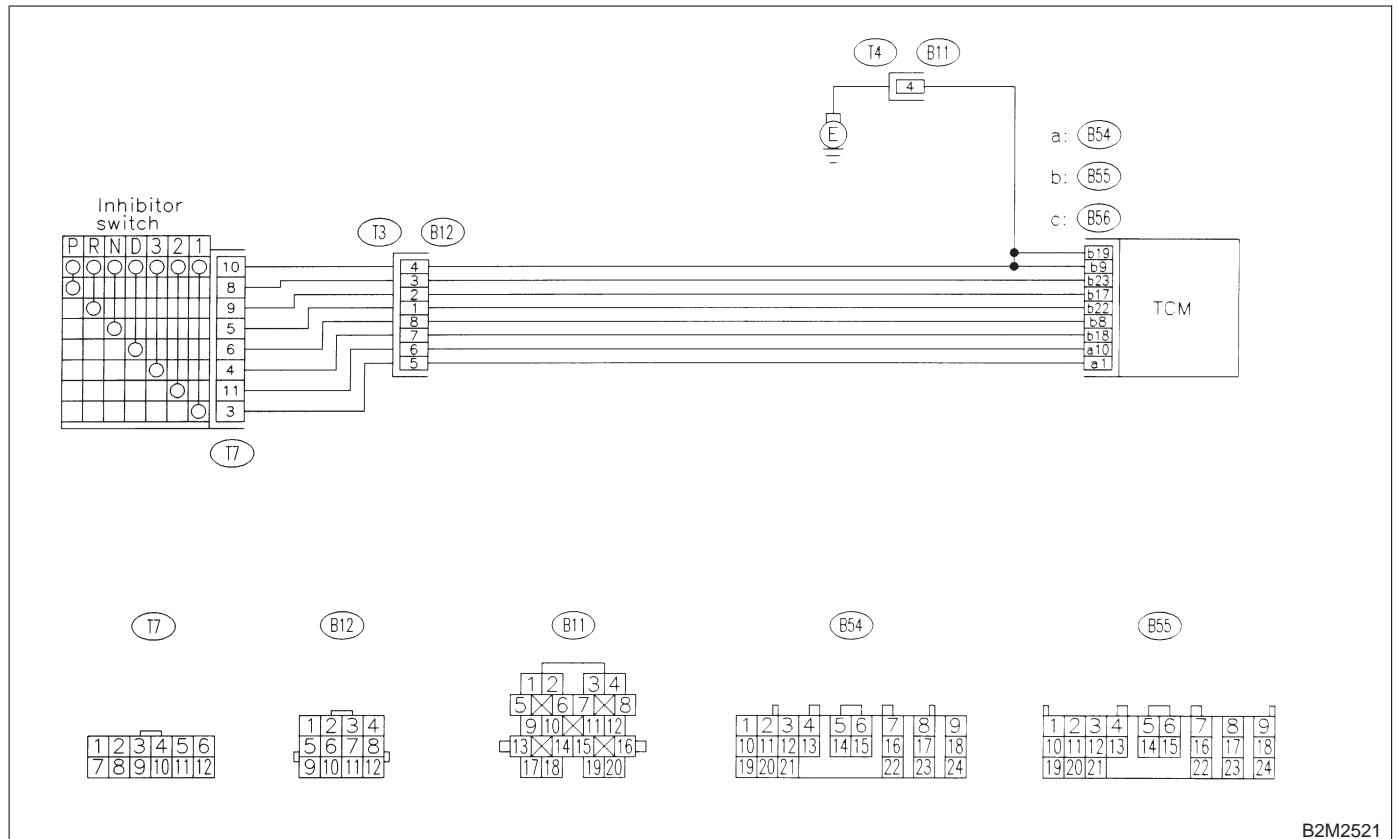 T4 B11
4
E
a: B54
b: B55
c: B56
Inhibitor
switch
P R N D 3 2 1
T3 B12
10 4 b19
8 3 b9
9 2 b23
5 1 b17
6 8 b22
4 7 b8
11 6 b18
3 5 a10
a1
TCM
T7
T7 B12 B11 B54 B55
1 2 3 4 5 6
7 8 9 10 11 12
1 2 3 4
5 6 7 8
9 10 11 12
1 2 3 4
5 6 7 8
9 10 11 12
13 14 15 16
17 18 19 20
1 2 3 4 5 6 7 8 9
10 11 12 13 14 15 16 17 18
19 20 21 22 23 24
1 2 3 4 5 6 7 8 9
10 11 12 13 14 15 16 17 18
19 20 21 22 23 24
B2M2521